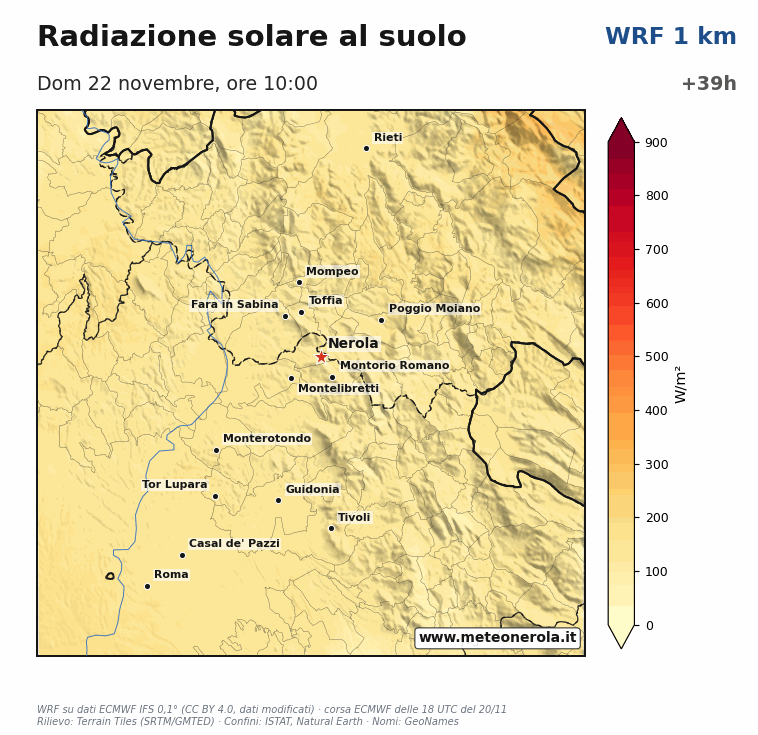 Radiazione solare al suolo
WRF 1 km
Dom 22 novembre, ore 10:00
+39h
Rieti
Mompeo
Toffia
Fara in Sabina
Poggio Moiano
Nerola
Montorio Romano
Montelibretti
Monterotondo
Tor Lupara
Guidonia
Tivoli
Casal de' Pazzi
Roma
www.meteonerola.it
900
800
700
600
500
400
300
200
100
0
W/m²
WRF su dati ECMWF IFS 0,1° (CC BY 4.0, dati modificati) · corsa ECMWF delle 18 UTC del 20/11
Rilievo: Terrain Tiles (SRTM/GMTED) · Confini: ISTAT, Natural Earth · Nomi: GeoNames